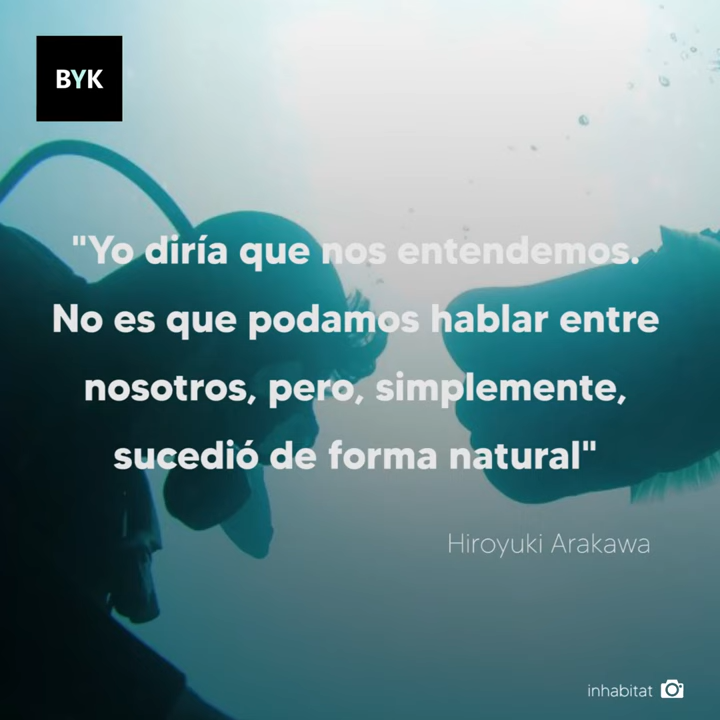 BYK
"Yo diría que nos entendemos.
No es que podamos hablar entre
nosotros, pero, simplemente,
sucedió de forma natural"
Hiroyuki Arakawa
inhabitat